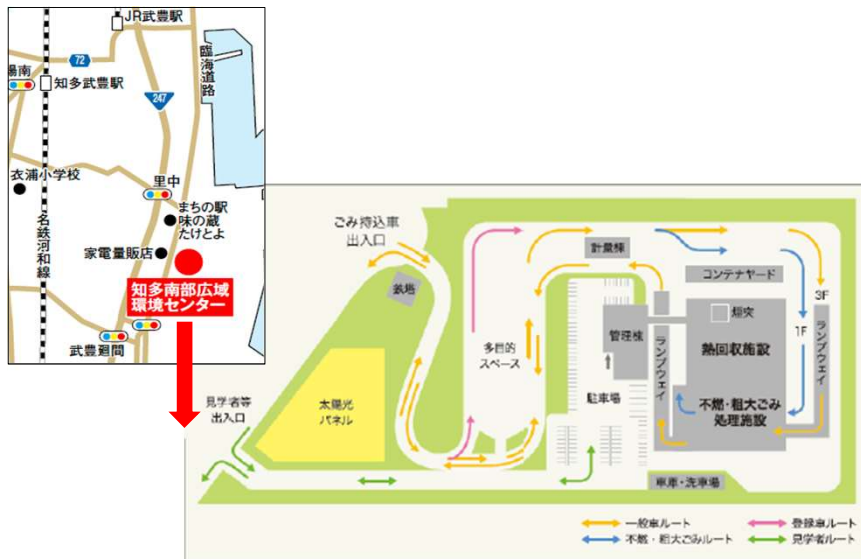 JR武豊駅
臨海道路
72
陽南
知多武豊駅
247
衣浦小学校
里中
まちの駅
味の蔵
たけとよ
名鉄河和線
家電量販店
知多南部広域
環境センター
武豊廻間
ごみ持込車
出入口
鉄塔
計量棟
コンテナヤード
3F
煙突
1F
管理棟
ランプウェイ
熱回収施設
ランプウェイ
多目的
スペース
駐車場
不燃・粗大ごみ
処理施設
見学者等
出入口
太陽光
パネル
車庫・洗車場
一般車ルート
登録車ルート
不燃・粗大ごみルート
見学者ルート